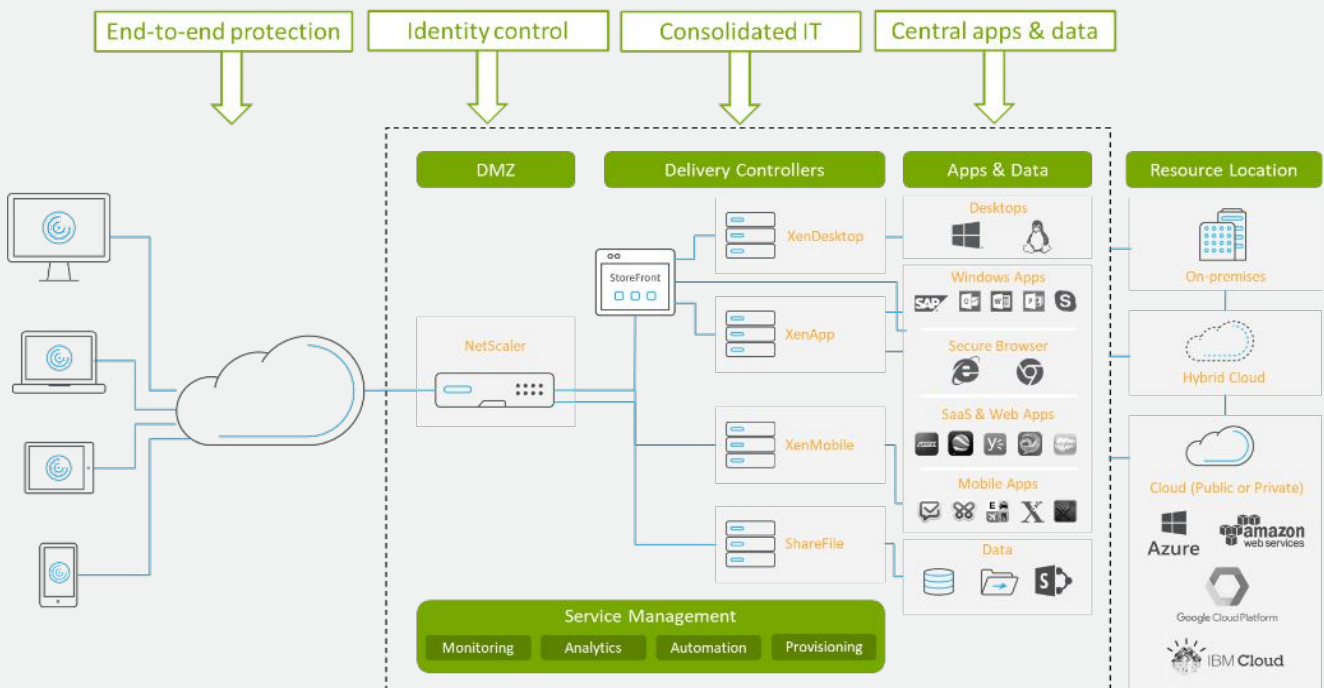 End-to-end protection
Identity control
Consolidated IT
Central apps & data
DMZ
Delivery Controllers
Apps & Data
Resource Location
Desktops
XenDesktop
StoreFront
On-premises
Windows Apps
SAP
XenApp
NetScaler
Secure Browser
Hybrid Cloud
SaaS & Web Apps
XenMobile
Mobile Apps
Cloud (Public or Private)
Azure
amazon
web services
ShareFile
Data
Google Cloud Platform
Service Management
Monitoring
Analytics
Automation
Provisioning
IBM Cloud